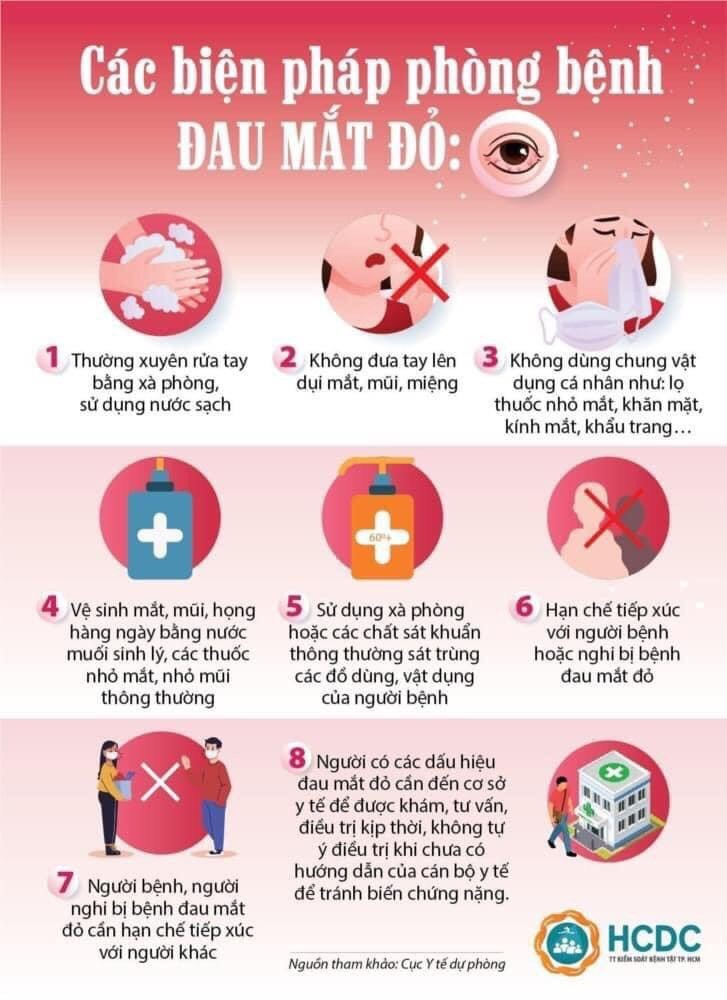 Các biện pháp phòng bệnh
ĐAU MẮT ĐỎ:
1 Thường xuyên rửa tay
bằng xà phòng,
sử dụng nước sạch
2 Không đưa tay lên
dụi mắt, mũi, miệng
3 Không dùng chung vật
dụng cá nhân như: lọ
thuốc nhỏ mắt, khăn mặt,
kính mắt, khẩu trang...
4 Vệ sinh mắt, mũi, họng
hàng ngày bằng nước
muối sinh lý, các thuốc
nhỏ mắt, nhỏ mũi
thông thường
60º+
5 Sử dụng xà phòng
hoặc các chất sát khuẩn
thông thường sát trùng
các đồ dùng, vật dụng
của người bệnh
6 Hạn chế tiếp xúc
với người bệnh
hoặc nghi bị bệnh
đau mắt đỏ
7 Người bệnh, người
nghi bị bệnh đau mắt
đỏ cần hạn chế tiếp xúc
với người khác
8 Người có các dấu hiệu
đau mắt đỏ cần đến cơ sở
y tế để được khám, tư vấn,
điều trị kịp thời, không tự
ý điều trị khi chưa có
hướng dẫn của cán bộ y tế
để tránh biến chứng nặng.
Nguồn tham khảo: Cục Y tế dự phòng
HCDC
TT KIỂM SOÁT BỆNH TẬT TP. HCM